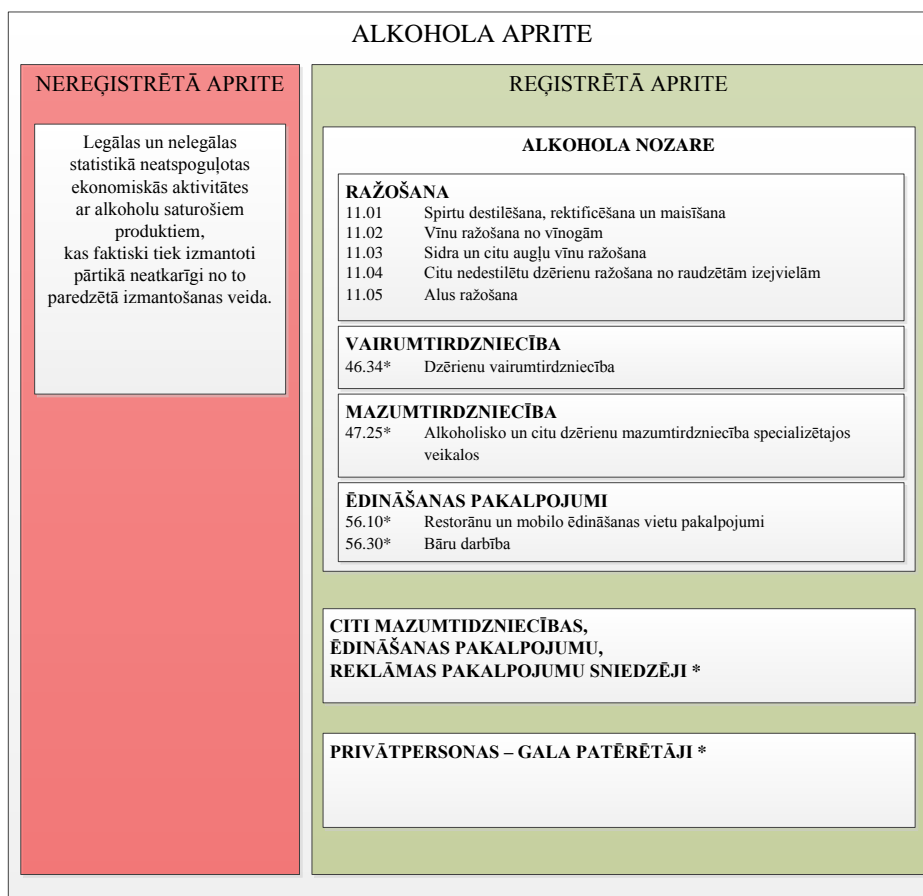 ALKOHOLA APRITE
NEREĢISTRĒTĀ APRITE
Legālas un nelegālas
statistikā neatspoguļotas
ekonomiskās aktivitātes
ar alkoholu saturošiem
produktiem,
kas faktiski tiek izmantoti
pārtikā neatkarīgi no to
paredzētā izmantošanas veida.
REĢISTRĒTĀ APRITE
ALKOHOLA NOZARE
RAŽOŠANA
11.01 Spirtu destilēšana, rektificēšana un maisīšana
11.02 Vīnu ražošana no vīnogām
11.03 Sidra un citu augļu vīnu ražošana
11.04 Citu nedestilētu dzērienu ražošana no raudzētām izejvielām
11.05 Alus ražošana
VAIRUMTIRDZNIECĪBA
46.34* Dzērienu vairumtirdzniecība
MAZUMTIRDZNIECĪBA
47.25* Alkoholisko un citu dzērienu mazumtirdzniecība specializētajos
veikalos
ĒDINĀŠANAS PAKALPOJUMI
56.10* Restorānu un mobilo ēdināšanas vietu pakalpojumi
56.30* Bāru darbība
CITI MAZUMTIDZNIECĪBAS,
ĒDINĀŠANAS PAKALPOJUMU,
REKLĀMAS PAKALPOJUMU SNIEDZĒJI *
PRIVĀTPERSONAS – GALA PATĒRĒTĀJI *